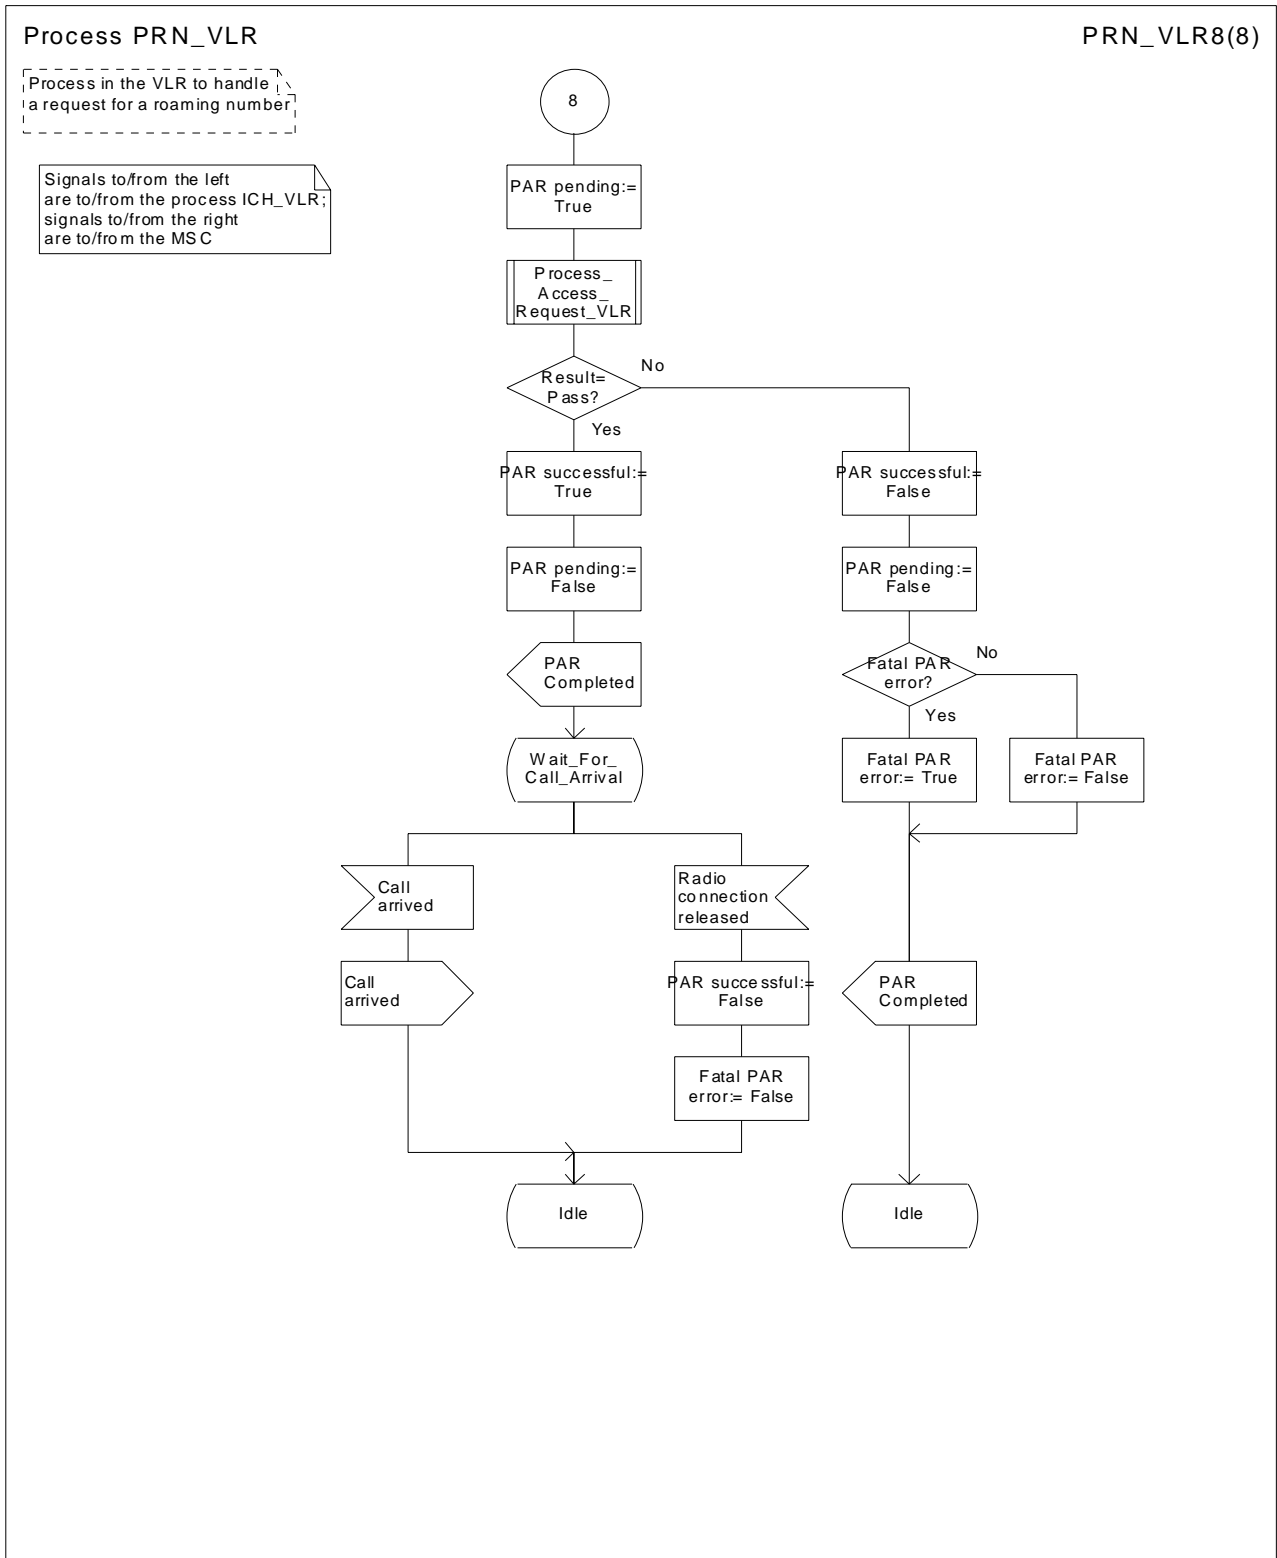 Process PRN_VLR
PRN_VLR8(8)
Process in the VLR to handle
a request for a roaming number
Signals to/from the left
are to/from the process ICH_VLR;
signals to/from the right
are to/from the MSC
8
PAR pending:=
True
Process_
Access_
Request_VLR
Result=
Pass?
No
Yes
PAR successful:=
True
PAR successful:=
False
PAR pending:=
False
PAR pending:=
False
PAR
Completed
Fatal PAR
error?
No
Yes
Wait_For_
Call_Arrival
Fatal PAR
error:= True
Fatal PAR
error:= False
Call
arrived
Radio
connection
released
Call
arrived
PAR successful:=
False
PAR
Completed
Fatal PAR
error:= False
Idle
Idle